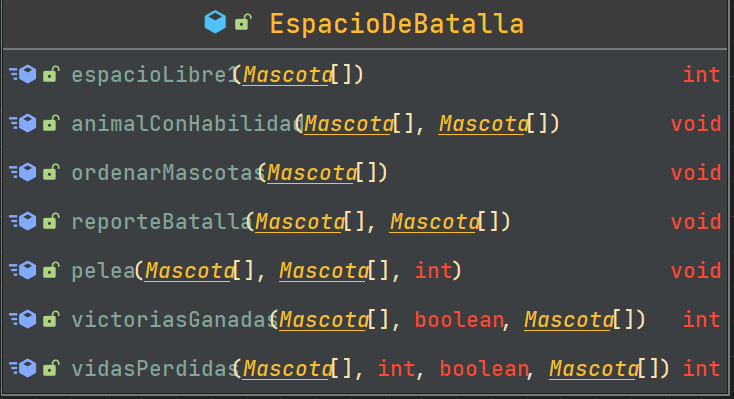 EspacioDeBatalla
espacioLibre1(Mascota[]) int
animalConHabilidad(Mascota[], Mascota[]) void
ordenarMascotas(Mascota[]) void
reporteBatalla(Mascota[], Mascota[]) void
pelea(Mascota[], Mascota[], int) void
victoriasGanadas(Mascota[], boolean, Mascota[]) int
vidasPerdidas(Mascota[], int, boolean, Mascota[]) int